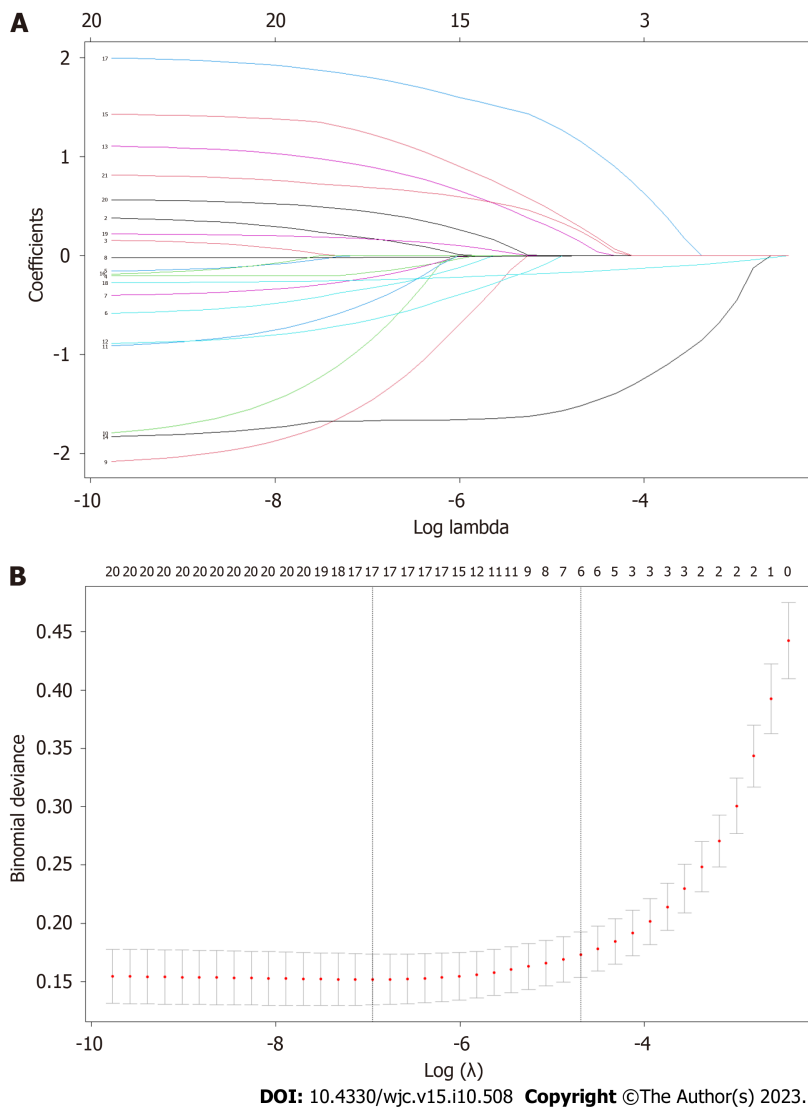 A
20 20 15 3
2
1
0
-1
-2
Coefficients
17
15
13
21
20
2
19
3
8
5
16
4
18
7
6
12
11
10
14
9
-10 -8 -6 -4
Log lambda
B
20 20 20 20 20 20 20 20 20 20 20 20 19 18 17 17 17 17 17 17 15 12 11 11 9 8 7 6 6 5 3 3 3 3 2 2 2 2 1 0
0.45
0.40
0.35
0.30
0.25
0.20
0.15
Binomial deviance
-10 -8 -6 -4
Log (λ)
DOI: 10.4330/wjc.v15.i10.508 Copyright ©The Author(s) 2023.